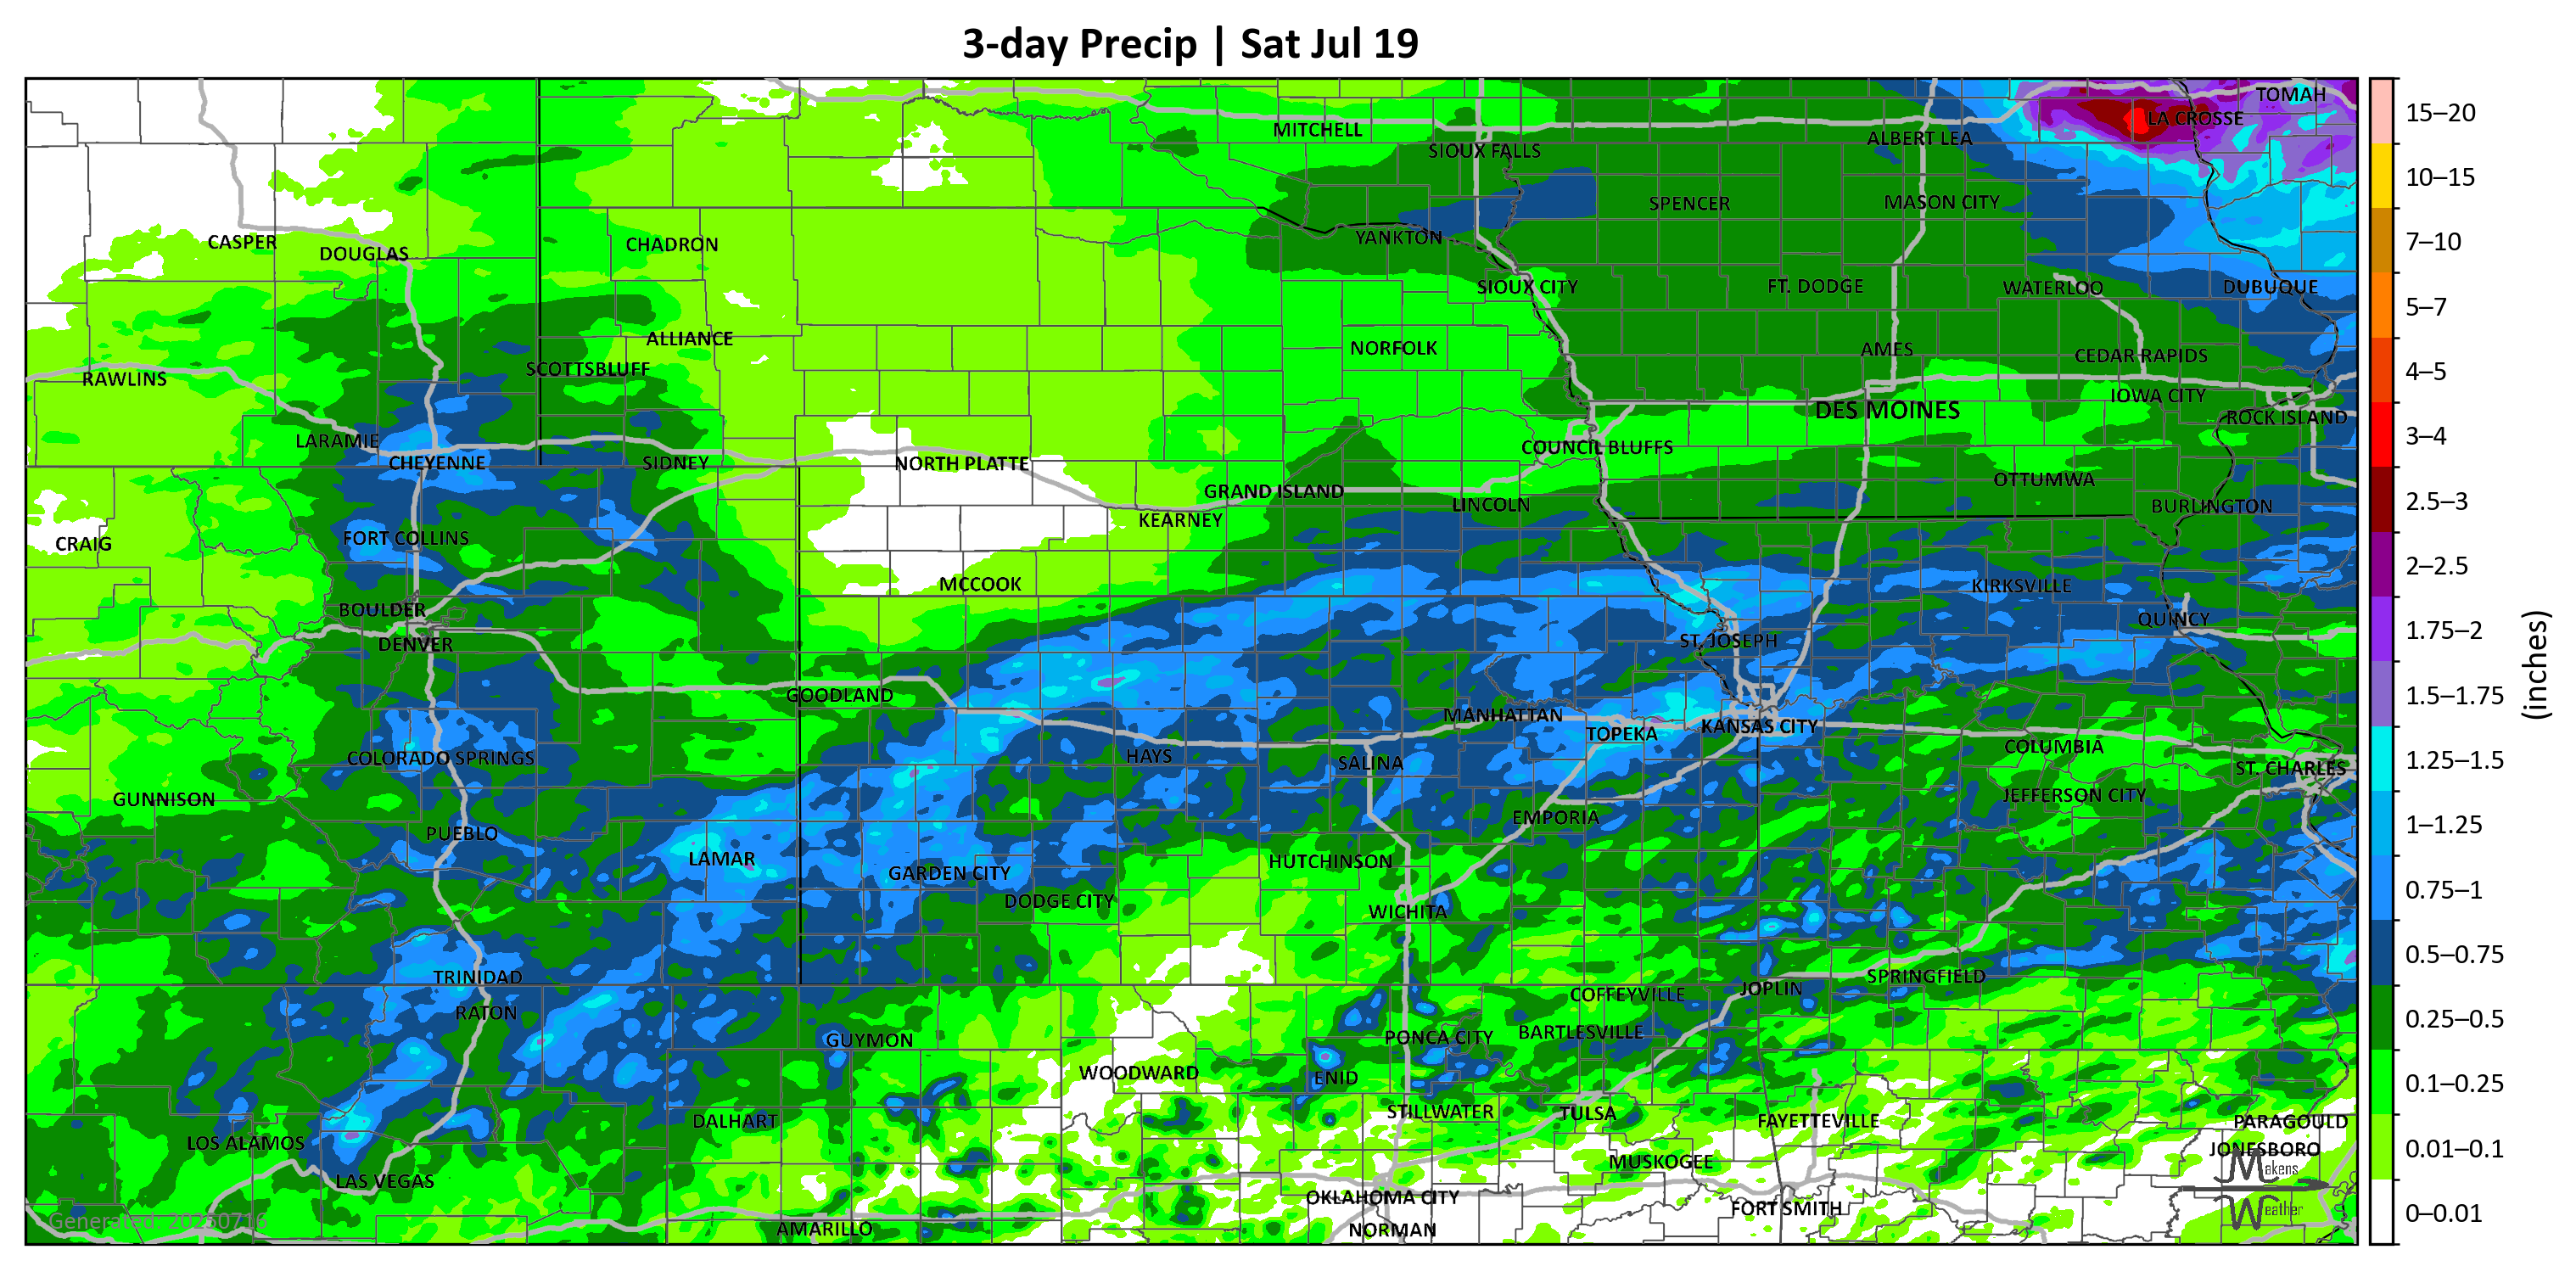 3-day Precip | Sat Jul 19
TOMAH
LA CROSSE
MITCHELL
ALBERT LEA
SIOUX FALLS
SPENCER
MASON CITY
CASPER
DOUGLAS
CHADRON
YANKTON
SIOUX CITY
FT. DODGE
WATERLOO
DUBUQUE
ALLIANCE
NORFOLK
AMES
CEDAR RAPIDS
SCOTTSBLUFF
RAWLINS
IOWA CITY
DES MOINES
ROCK ISLAND
LARAMIE
COUNCIL BLUFFS
CHEYENNE
SIDNEY
NORTH PLATTE
OTTUMWA
GRAND ISLAND
LINCOLN
BURLINGTON
KEARNEY
FORT COLLINS
CRAIG
MCCOOK
KIRKSVILLE
BOULDER
QUINCY
DENVER
ST. JOSEPH
GOODLAND
MANHATTAN
KANSAS CITY
TOPEKA
COLUMBIA
COLORADO SPRINGS
HAYS
SALINA
ST. CHARLES
GUNNISON
JEFFERSON CITY
EMPORIA
PUEBLO
LAMAR
HUTCHINSON
GARDEN CITY
DODGE CITY
WICHITA
TRINIDAD
SPRINGFIELD
JOPLIN
COFFEYVILLE
RATON
BARTLESVILLE
PONCA CITY
GUYMON
WOODWARD
ENID
STILLWATER
TULSA
DALHART
FAYETTEVILLE
PARAGOULD
LOS ALAMOS
JONESBORO
MUSKOGEE
LAS VEGAS
OKLAHOMA CITY
FORT SMITH
AMARILLO
NORMAN
Generated: 20250716
Makens
Weather
15–20
10–15
7–10
5–7
4–5
3–4
2.5–3
2–2.5
1.75–2
1.5–1.75
1.25–1.5
1–1.25
0.75–1
0.5–0.75
0.25–0.5
0.1–0.25
0.01–0.1
0–0.01
(inches)